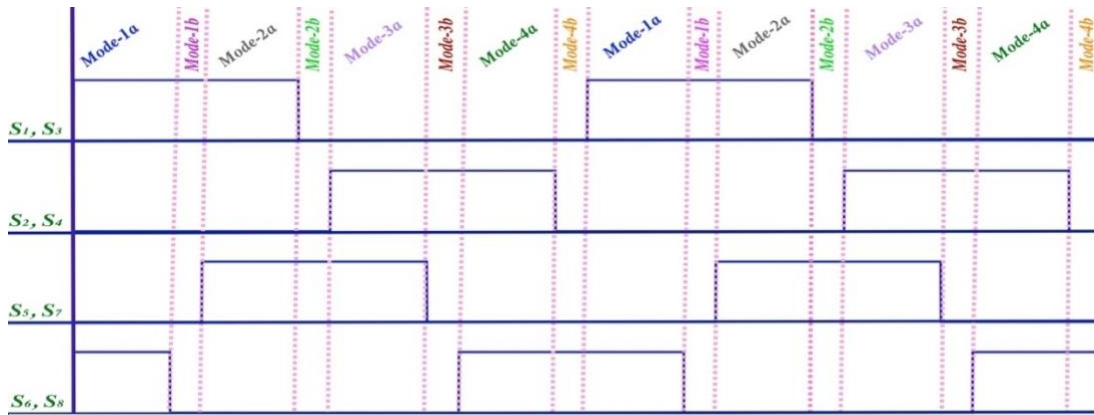 Mode-1a Mode-1b Mode-2a Mode-2b Mode-3a Mode-3b Mode-4a Mode-4b Mode-1a Mode-1b Mode-2a Mode-2b Mode-3a Mode-3b Mode-4a Mode-4b
S₁, S₃
S₂, S₄
S₅, S₇
S₆, S₈